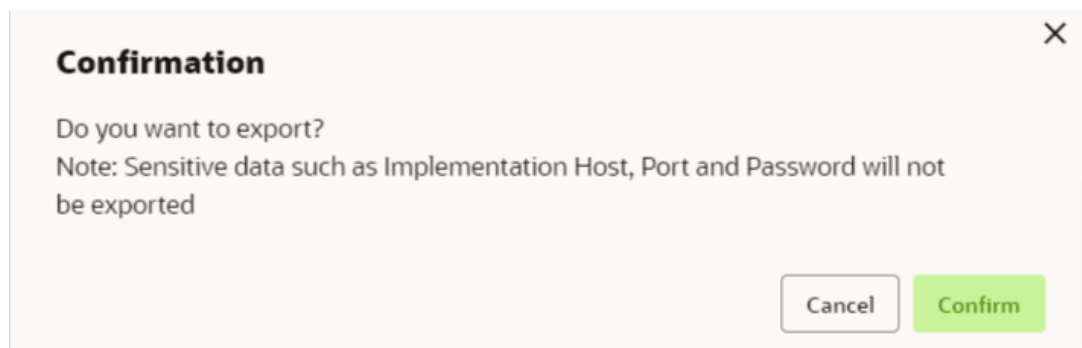 Confirmation
Do you want to export?
Note: Sensitive data such as Implementation Host, Port and Password will not
be exported
Cancel Confirm